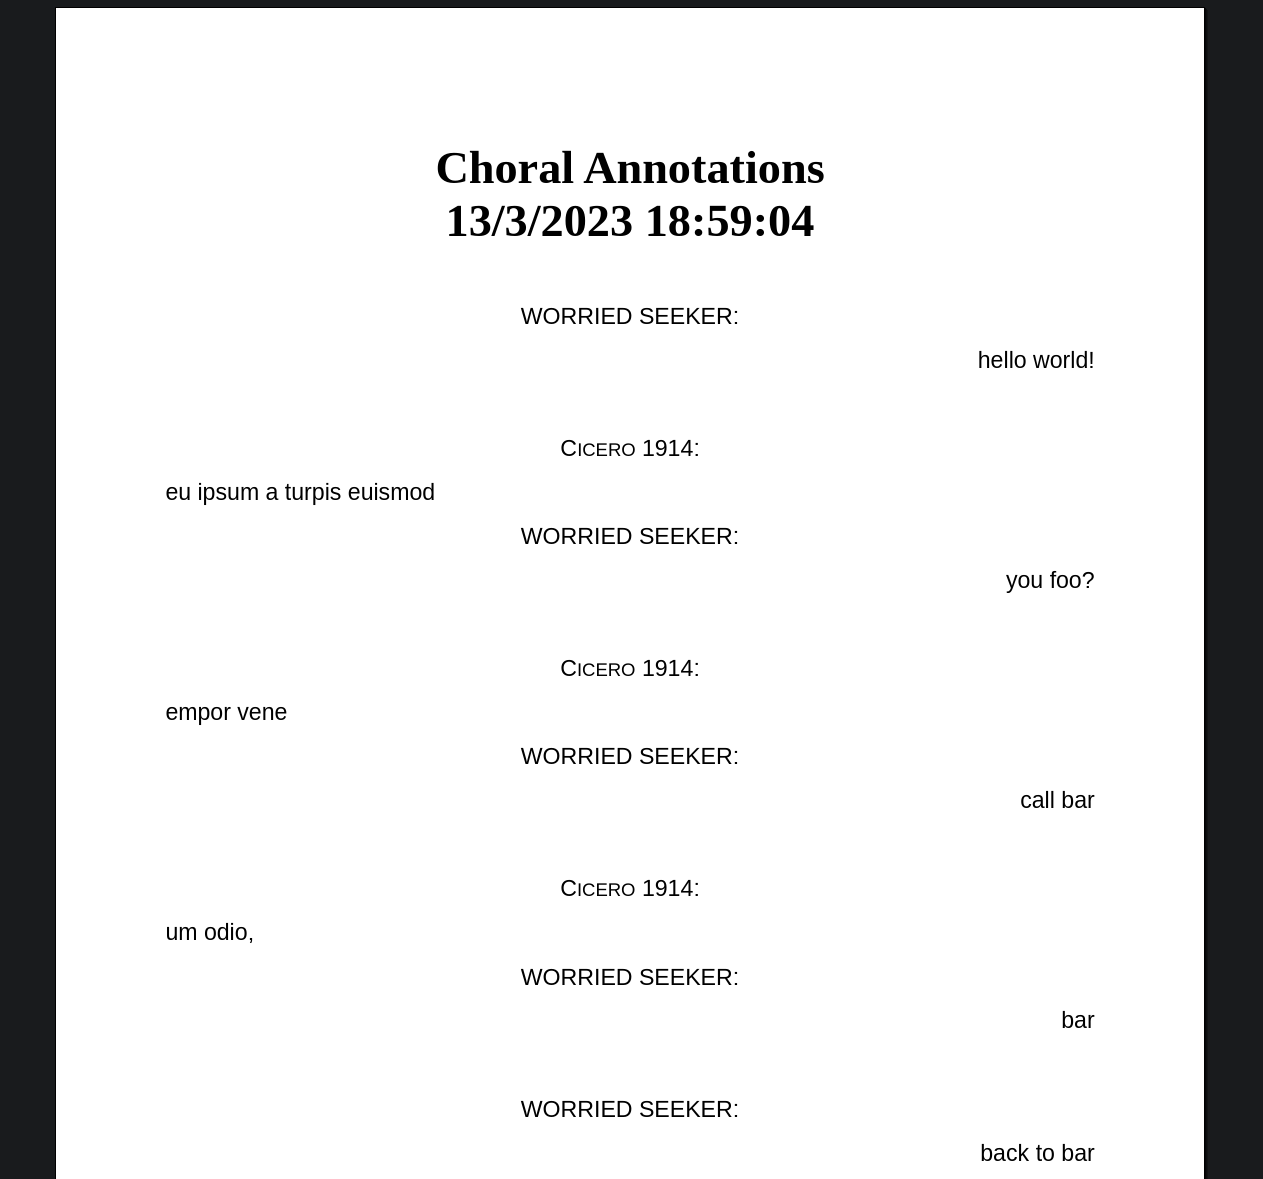 Choral Annotations
13/3/2023 18:59:04
WORRIED SEEKER:
hello world!
CICERO 1914:
eu ipsum a turpis euismod
WORRIED SEEKER:
you foo?
CICERO 1914:
empor vene
WORRIED SEEKER:
call bar
CICERO 1914:
um odio,
WORRIED SEEKER:
bar
WORRIED SEEKER:
back to bar